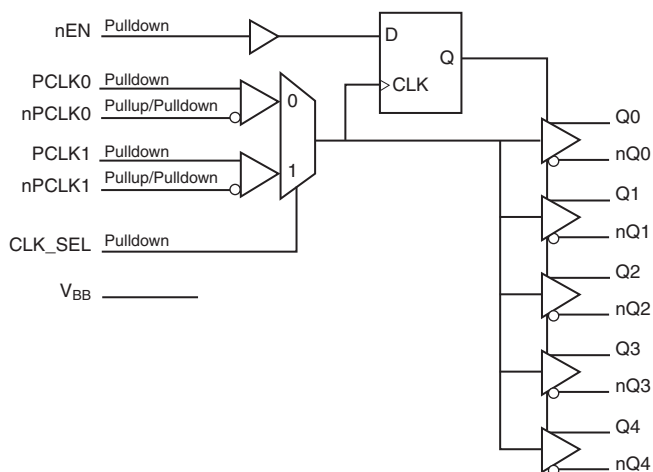 nEN Pulldown
D
Q
CLK
PCLK0 Pulldown
nPCLK0 Pullup/Pulldown
0
PCLK1 Pulldown
nPCLK1 Pullup/Pulldown
1
CLK_SEL Pulldown
VBB
Q0
nQ0
Q1
nQ1
Q2
nQ2
Q3
nQ3
Q4
nQ4